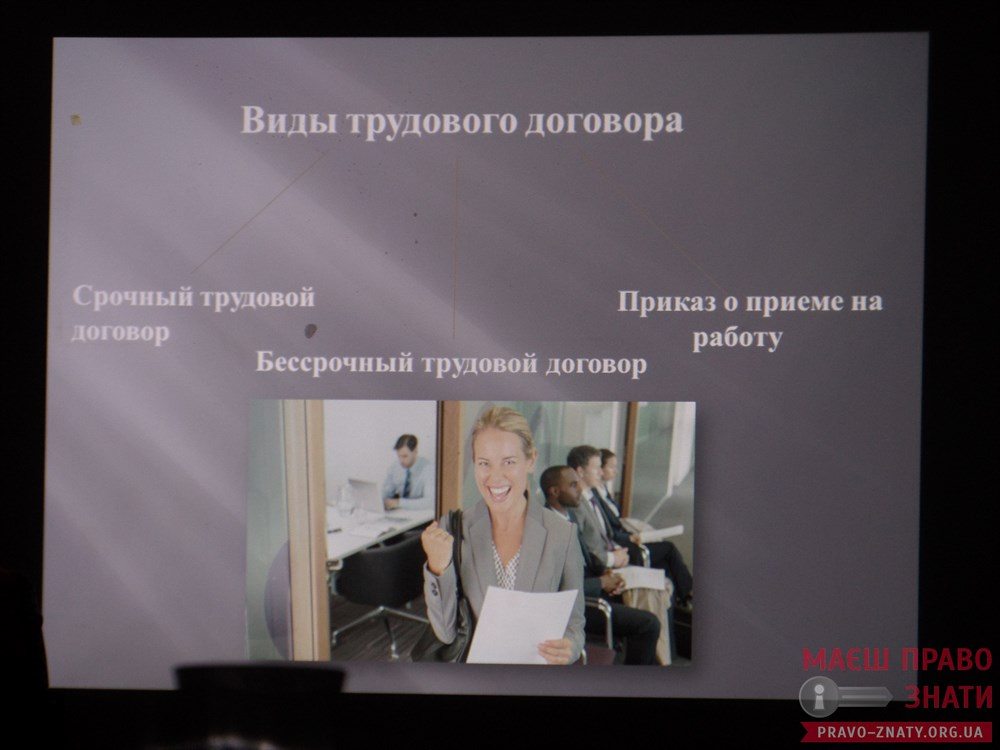 Виды трудового договора
Срочный трудовой
договор
Приказ о приеме на
работу
Бессрочный трудовой договор
МАЄШ ПРАВО
ЗНАТИ
PRAVO-ZNATY.ORG.UA